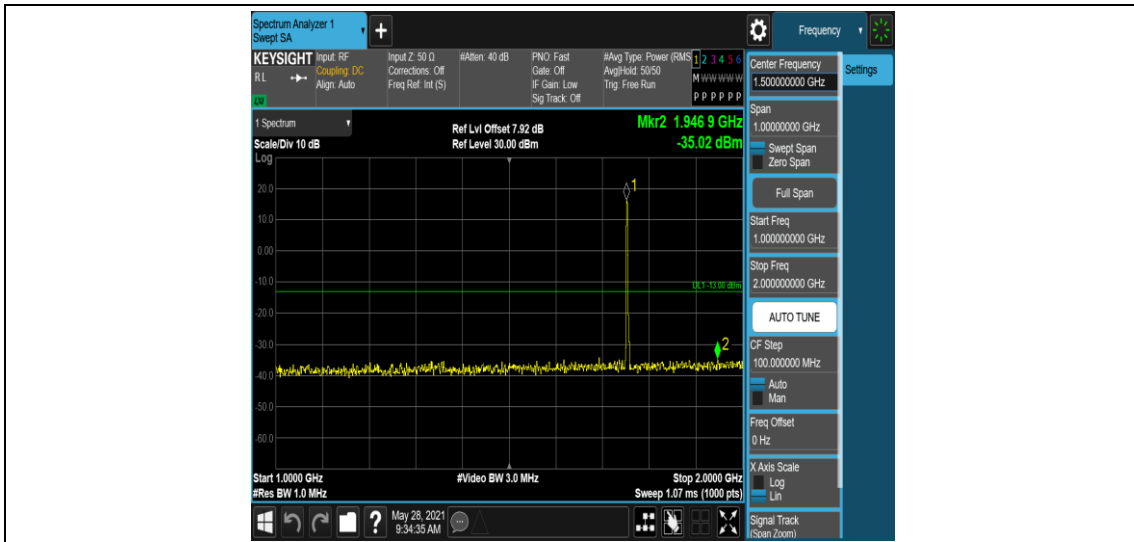 Spectrum Analyzer 1
Swept SA
+
Frequency
KEYSIGHT
RL
LXI
Input: RF
Coupling: DC
Align: Auto
Input Z: 50 Ω
Corrections: Off
Freq Ref: Int (S)
#Atten: 40 dB
PNO: Fast
Gate: Off
IF Gain: Low
Sig Track: Off
#Avg Type: Power (RMS
Avg|Hold: 50/50
Trig: Free Run
1 2 3 4 5 6
M W W W W W
P P P P P P
1 Spectrum
Scale/Div 10 dB
Log
Ref Lvl Offset 7.92 dB
Ref Level 30.00 dBm
Mkr2 1.946 9 GHz
-35.02 dBm
20.0
10.0
0.00
-10.0
-20.0
-30.0
-40.0
-50.0
-60.0
1
DL1 -13.00 dBm
2
Start 1.0000 GHz
#Res BW 1.0 MHz
#Video BW 3.0 MHz
Stop 2.0000 GHz
Sweep 1.07 ms (1000 pts)
Center Frequency
1.500000000 GHz
Settings
Span
1.00000000 GHz
Swept Span
Zero Span
Full Span
Start Freq
1.000000000 GHz
Stop Freq
2.000000000 GHz
AUTO TUNE
CF Step
100.000000 MHz
Auto
Man
Freq Offset
0 Hz
X Axis Scale
Log
Lin
Signal Track
(Span Zoom)
?
May 28, 2021
9:34:35 AM